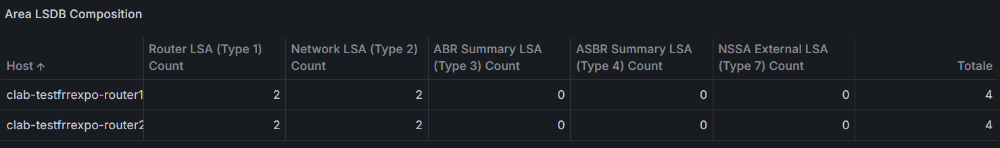 Area LSDB Composition
Host ↑
Router LSA (Type 1)
Count
Network LSA (Type 2)
Count
ABR Summary LSA
(Type 3) Count
ASBR Summary LSA
(Type 4) Count
NSSA External LSA
(Type 7) Count
Totale
clab-testfrrexpo-router1 2 2 0 0 0 4
clab-testfrrexpo-router2 2 2 0 0 0 4